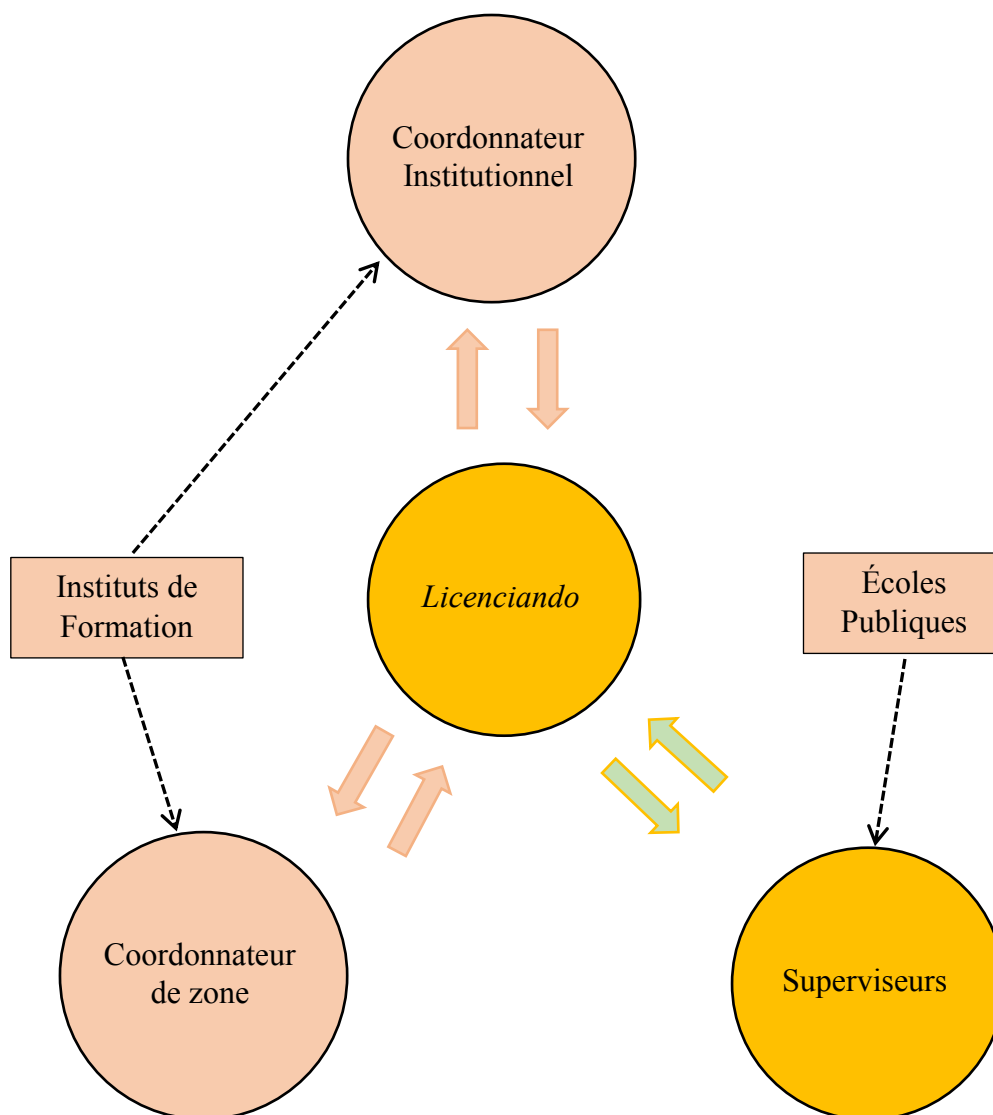 Coordonnateur
Institutionnel
Instituts de
Formation
Licenciando
Écoles
Publiques
Coordonnateur
de zone
Superviseurs